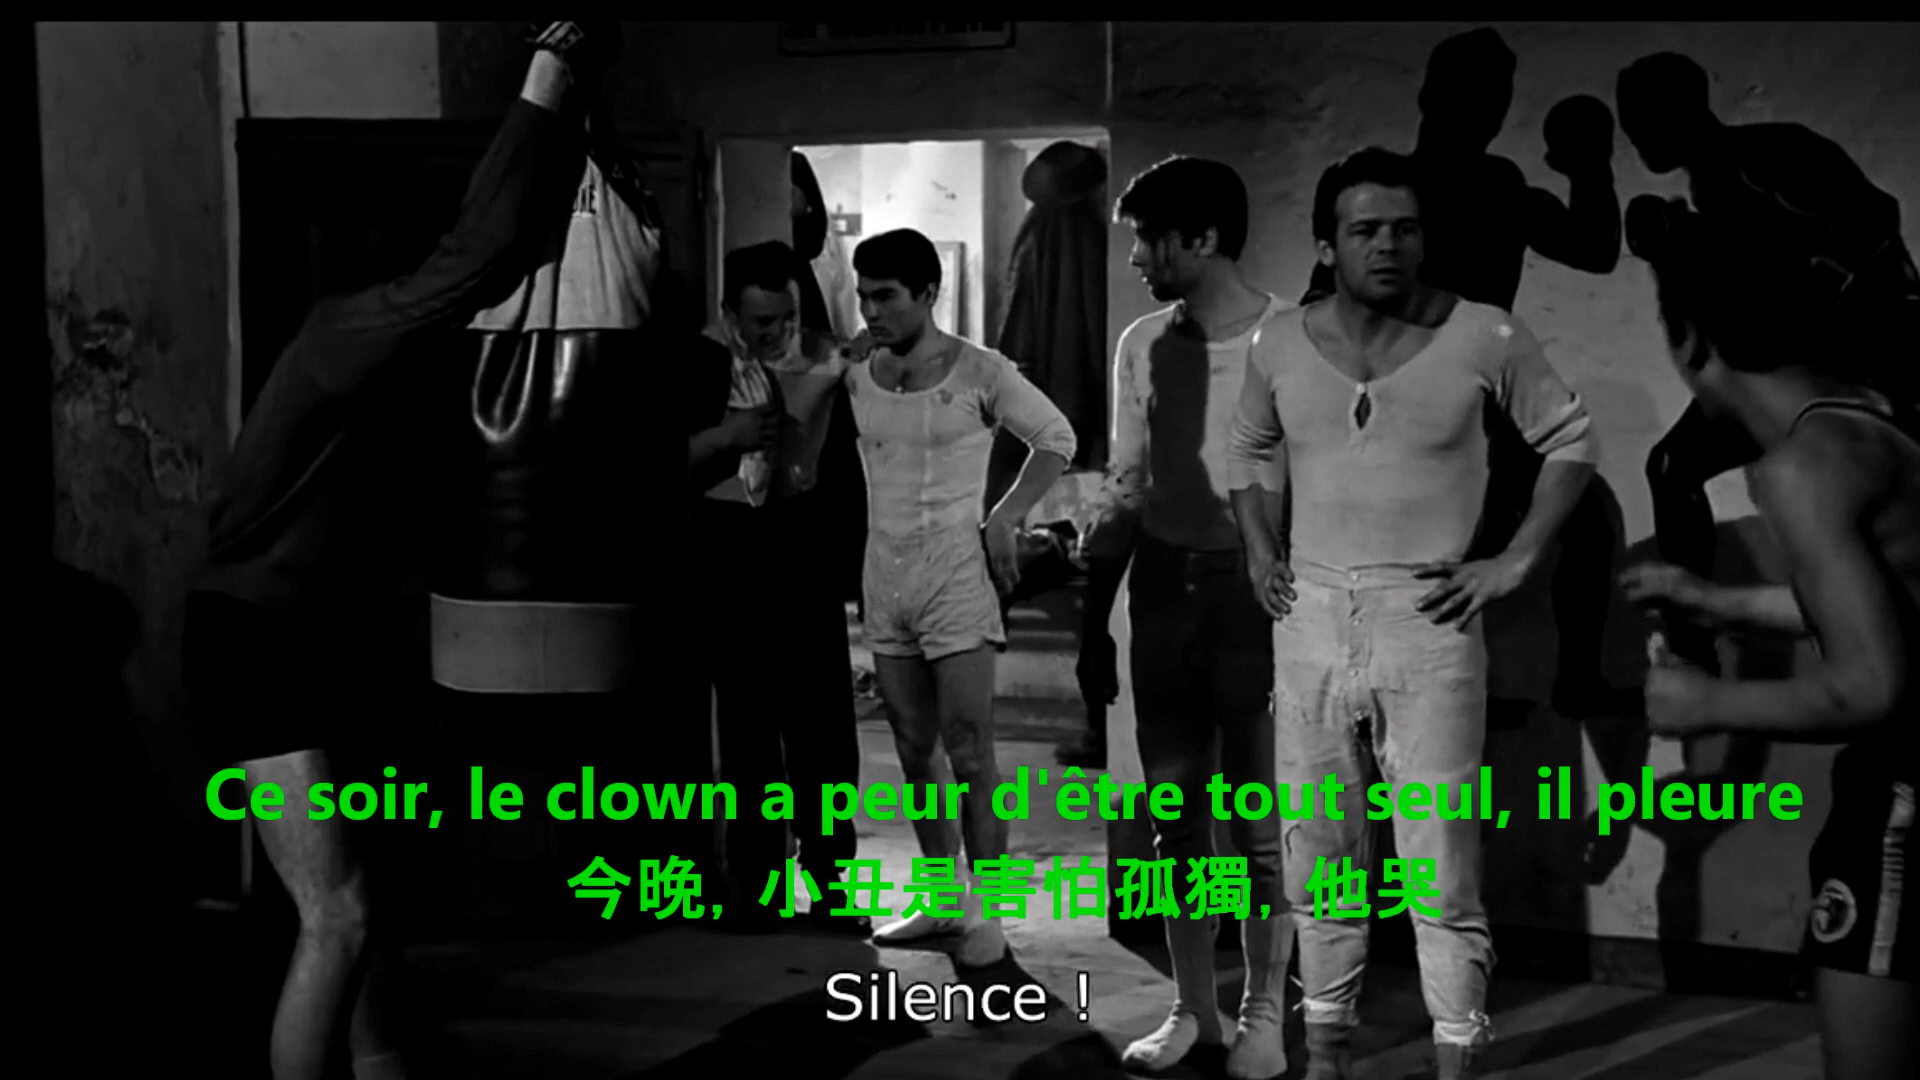 Ce soir, le clown a peur d'être tout seul, il pleure
今晚, 小丑是害怕孤獨, 他哭
Silence !